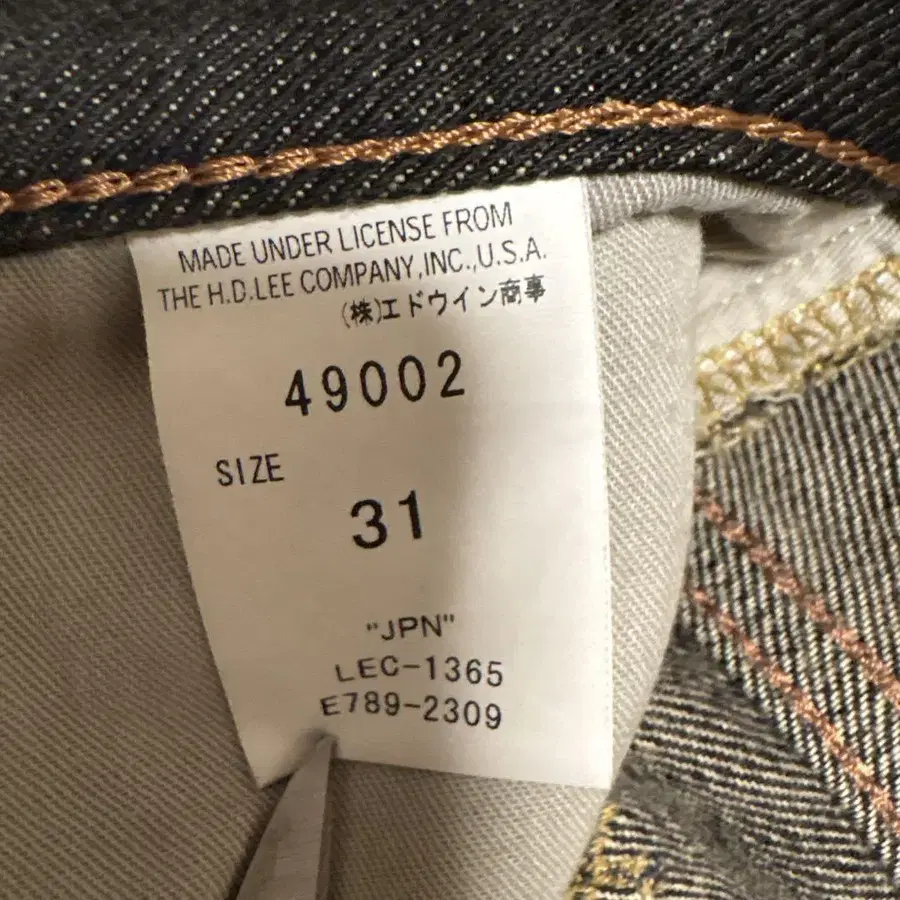 MADE UNDER LICENSE FROM
THE H.D.LEE COMPANY,INC.,U.S.A.
(株)エドウイン商事
49002
SIZE
31
"JPN"
LEC-1365
E789-2309